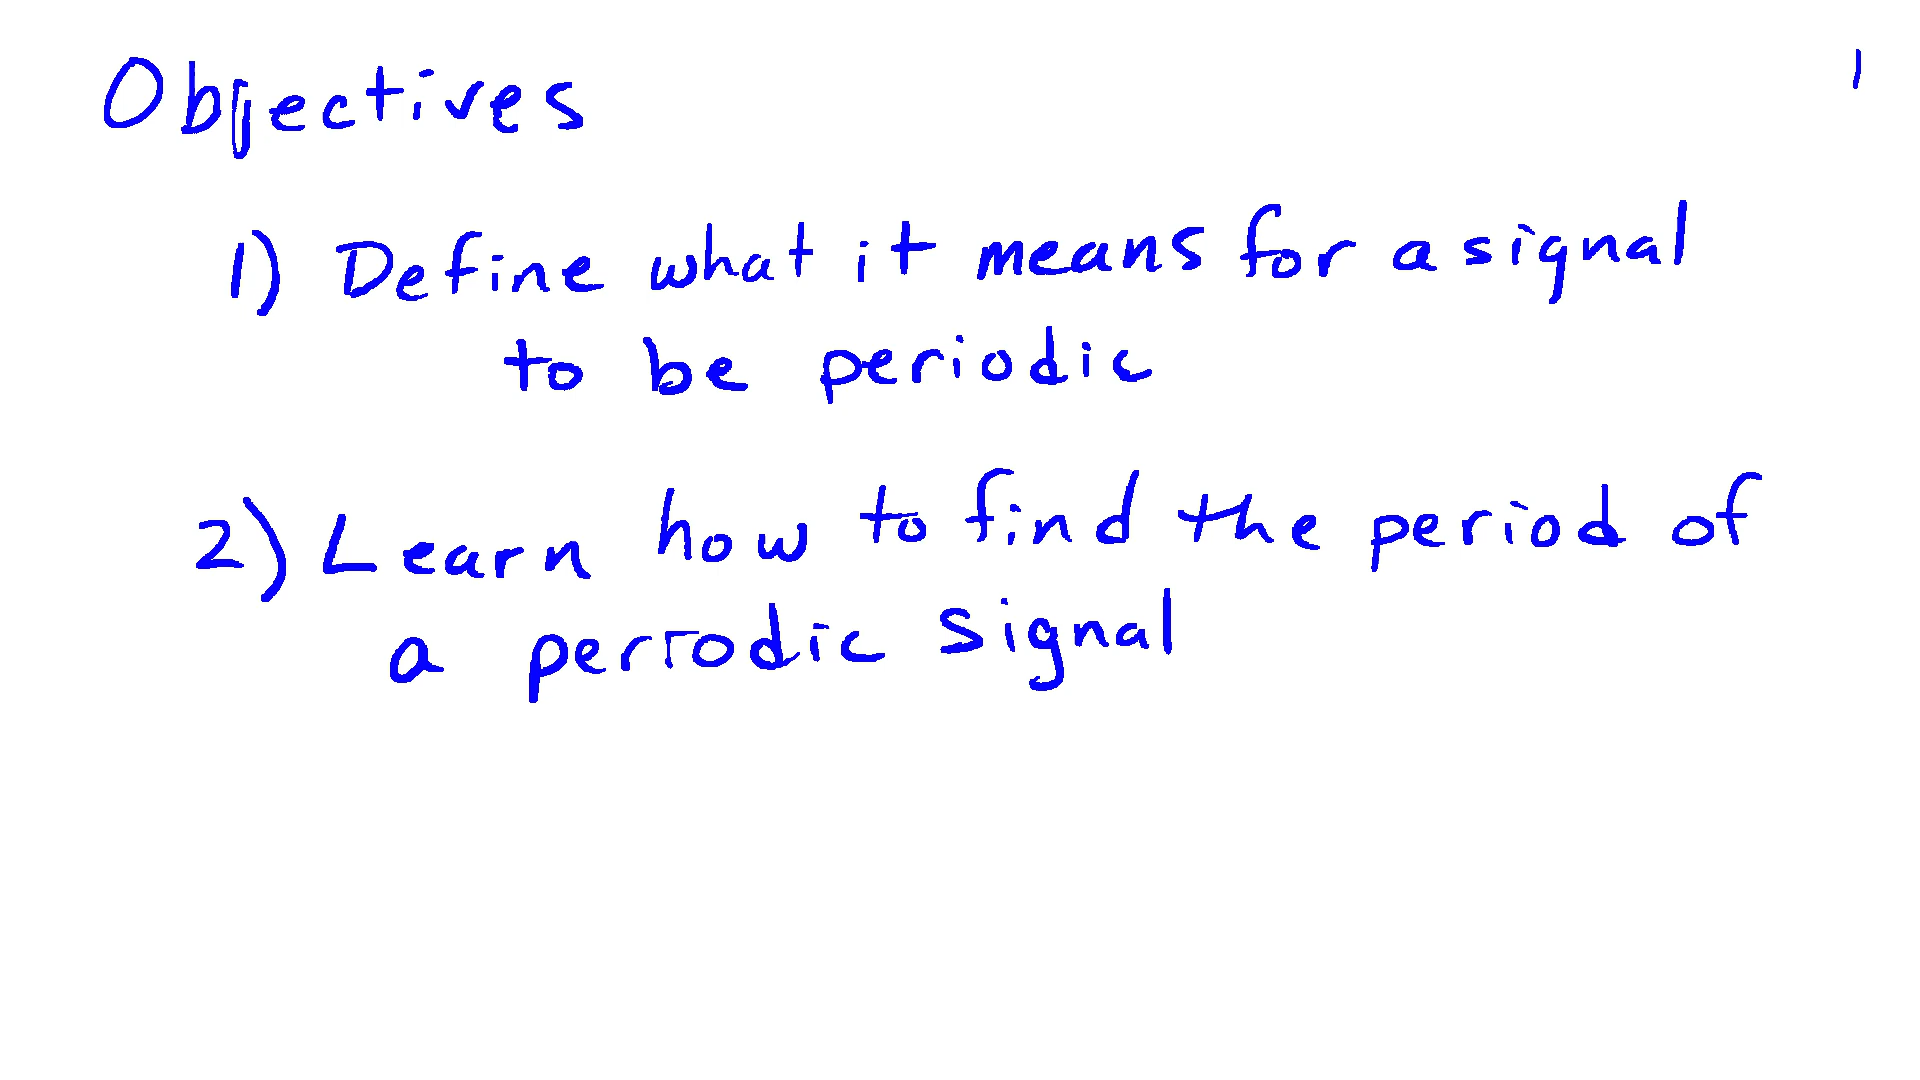 Objectives
1
1) Define what it means for a signal
to be periodic
2) Learn how to find the period of
a periodic signal